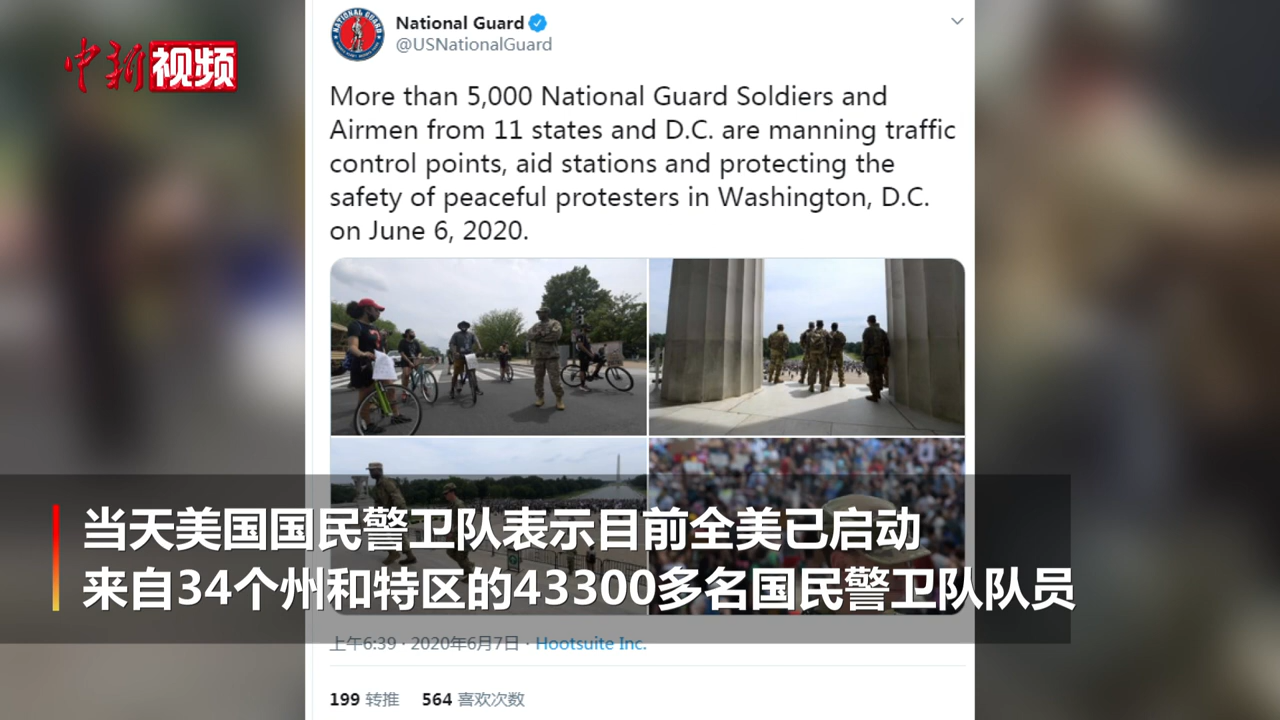 中新视频
NATIONAL GUARD
National Guard
@USNationalGuard
More than 5,000 National Guard Soldiers and
Airmen from 11 states and D.C. are manning traffic
control points, aid stations and protecting the
safety of peaceful protesters in Washington, D.C.
on June 6, 2020.
当天美国国民警卫队表示目前全美已启动
来自34个州和特区的43300多名国民警卫队队员
上午6:39 · 2020年6月7日 · Hootsuite Inc.
199 转推 564 喜欢次数